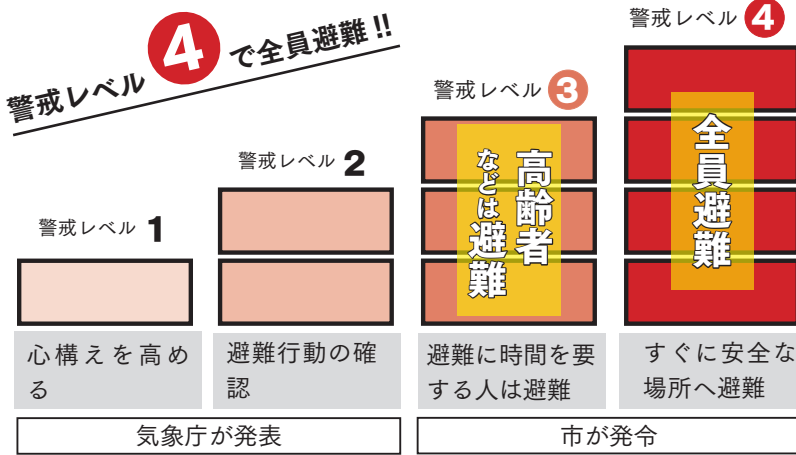 警戒レベル4で全員避難!!
警戒レベル 1
心構えを高め
る
警戒レベル 2
避難行動の確
認
警戒レベル 3
高齢者
などは避難
避難に時間を要
する人は避難
警戒レベル 4
全員避難
すぐに安全な
場所へ避難
気象庁が発表
市が発令